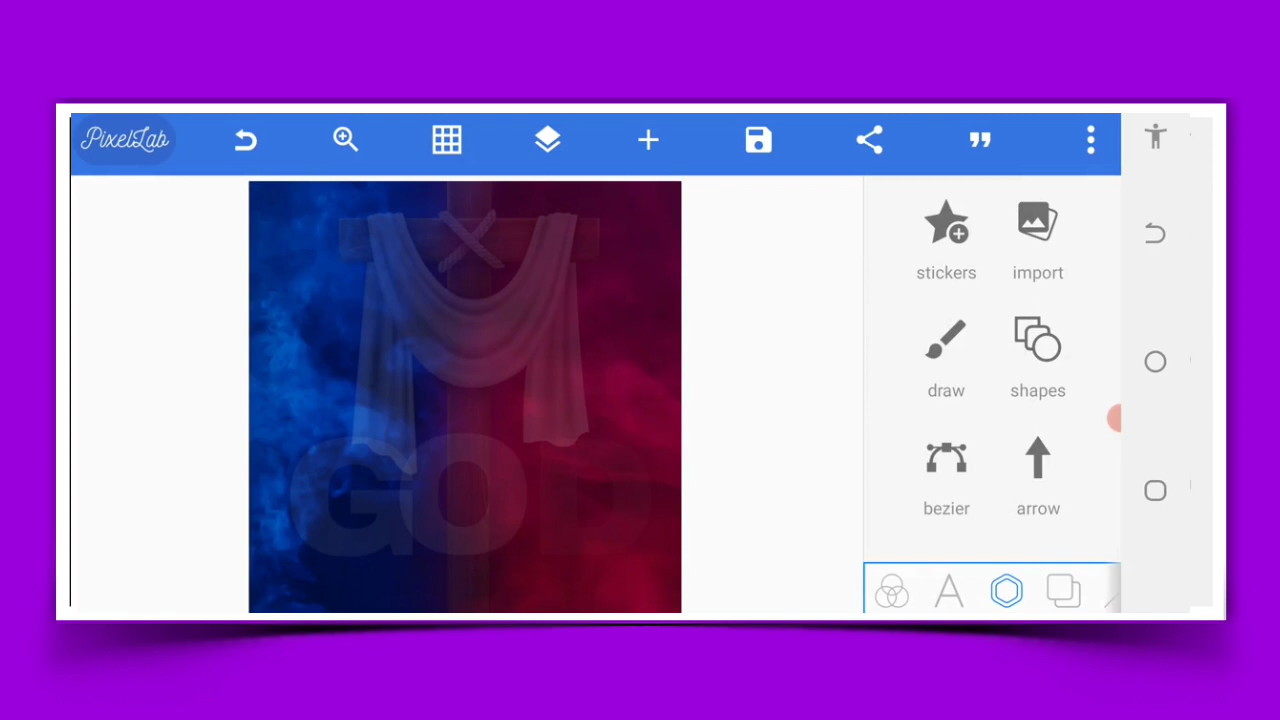 PixelLab
stickers import
draw shapes
GOD
bezier arrow